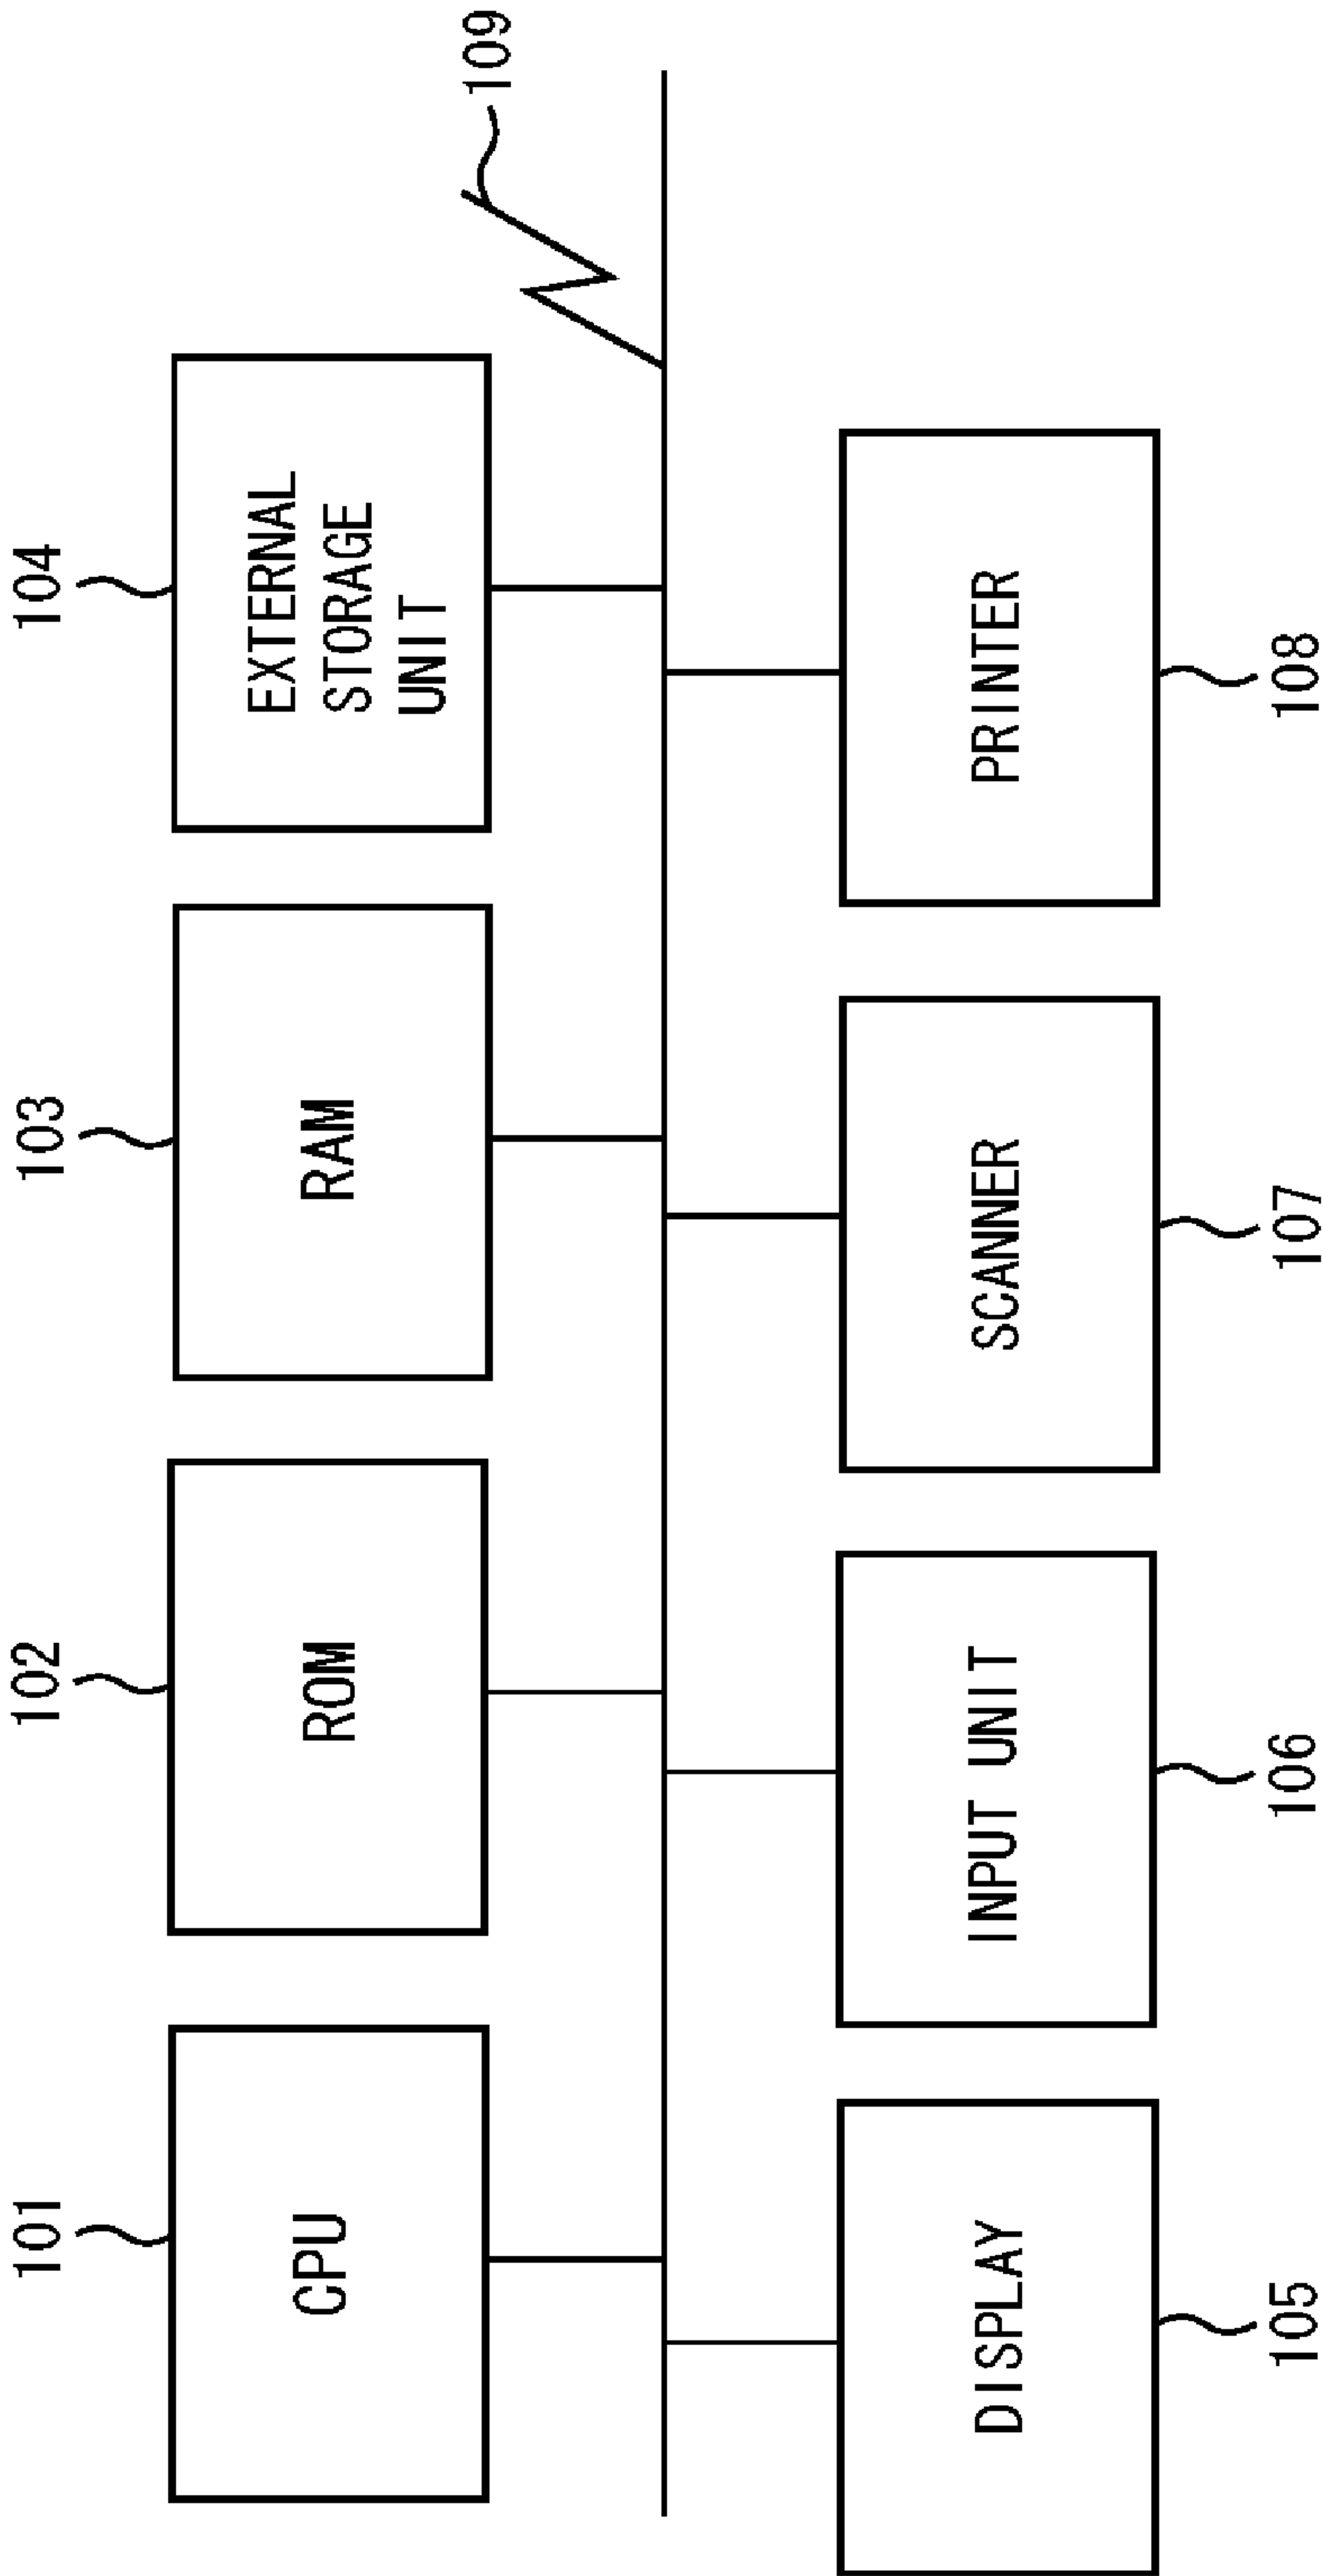 101
102
103
104
CPU
ROM
RAM
EXTERNAL
STORAGE
UNIT
109
DISPLAY
INPUT UNIT
SCANNER
PRINTER
105
106
107
108